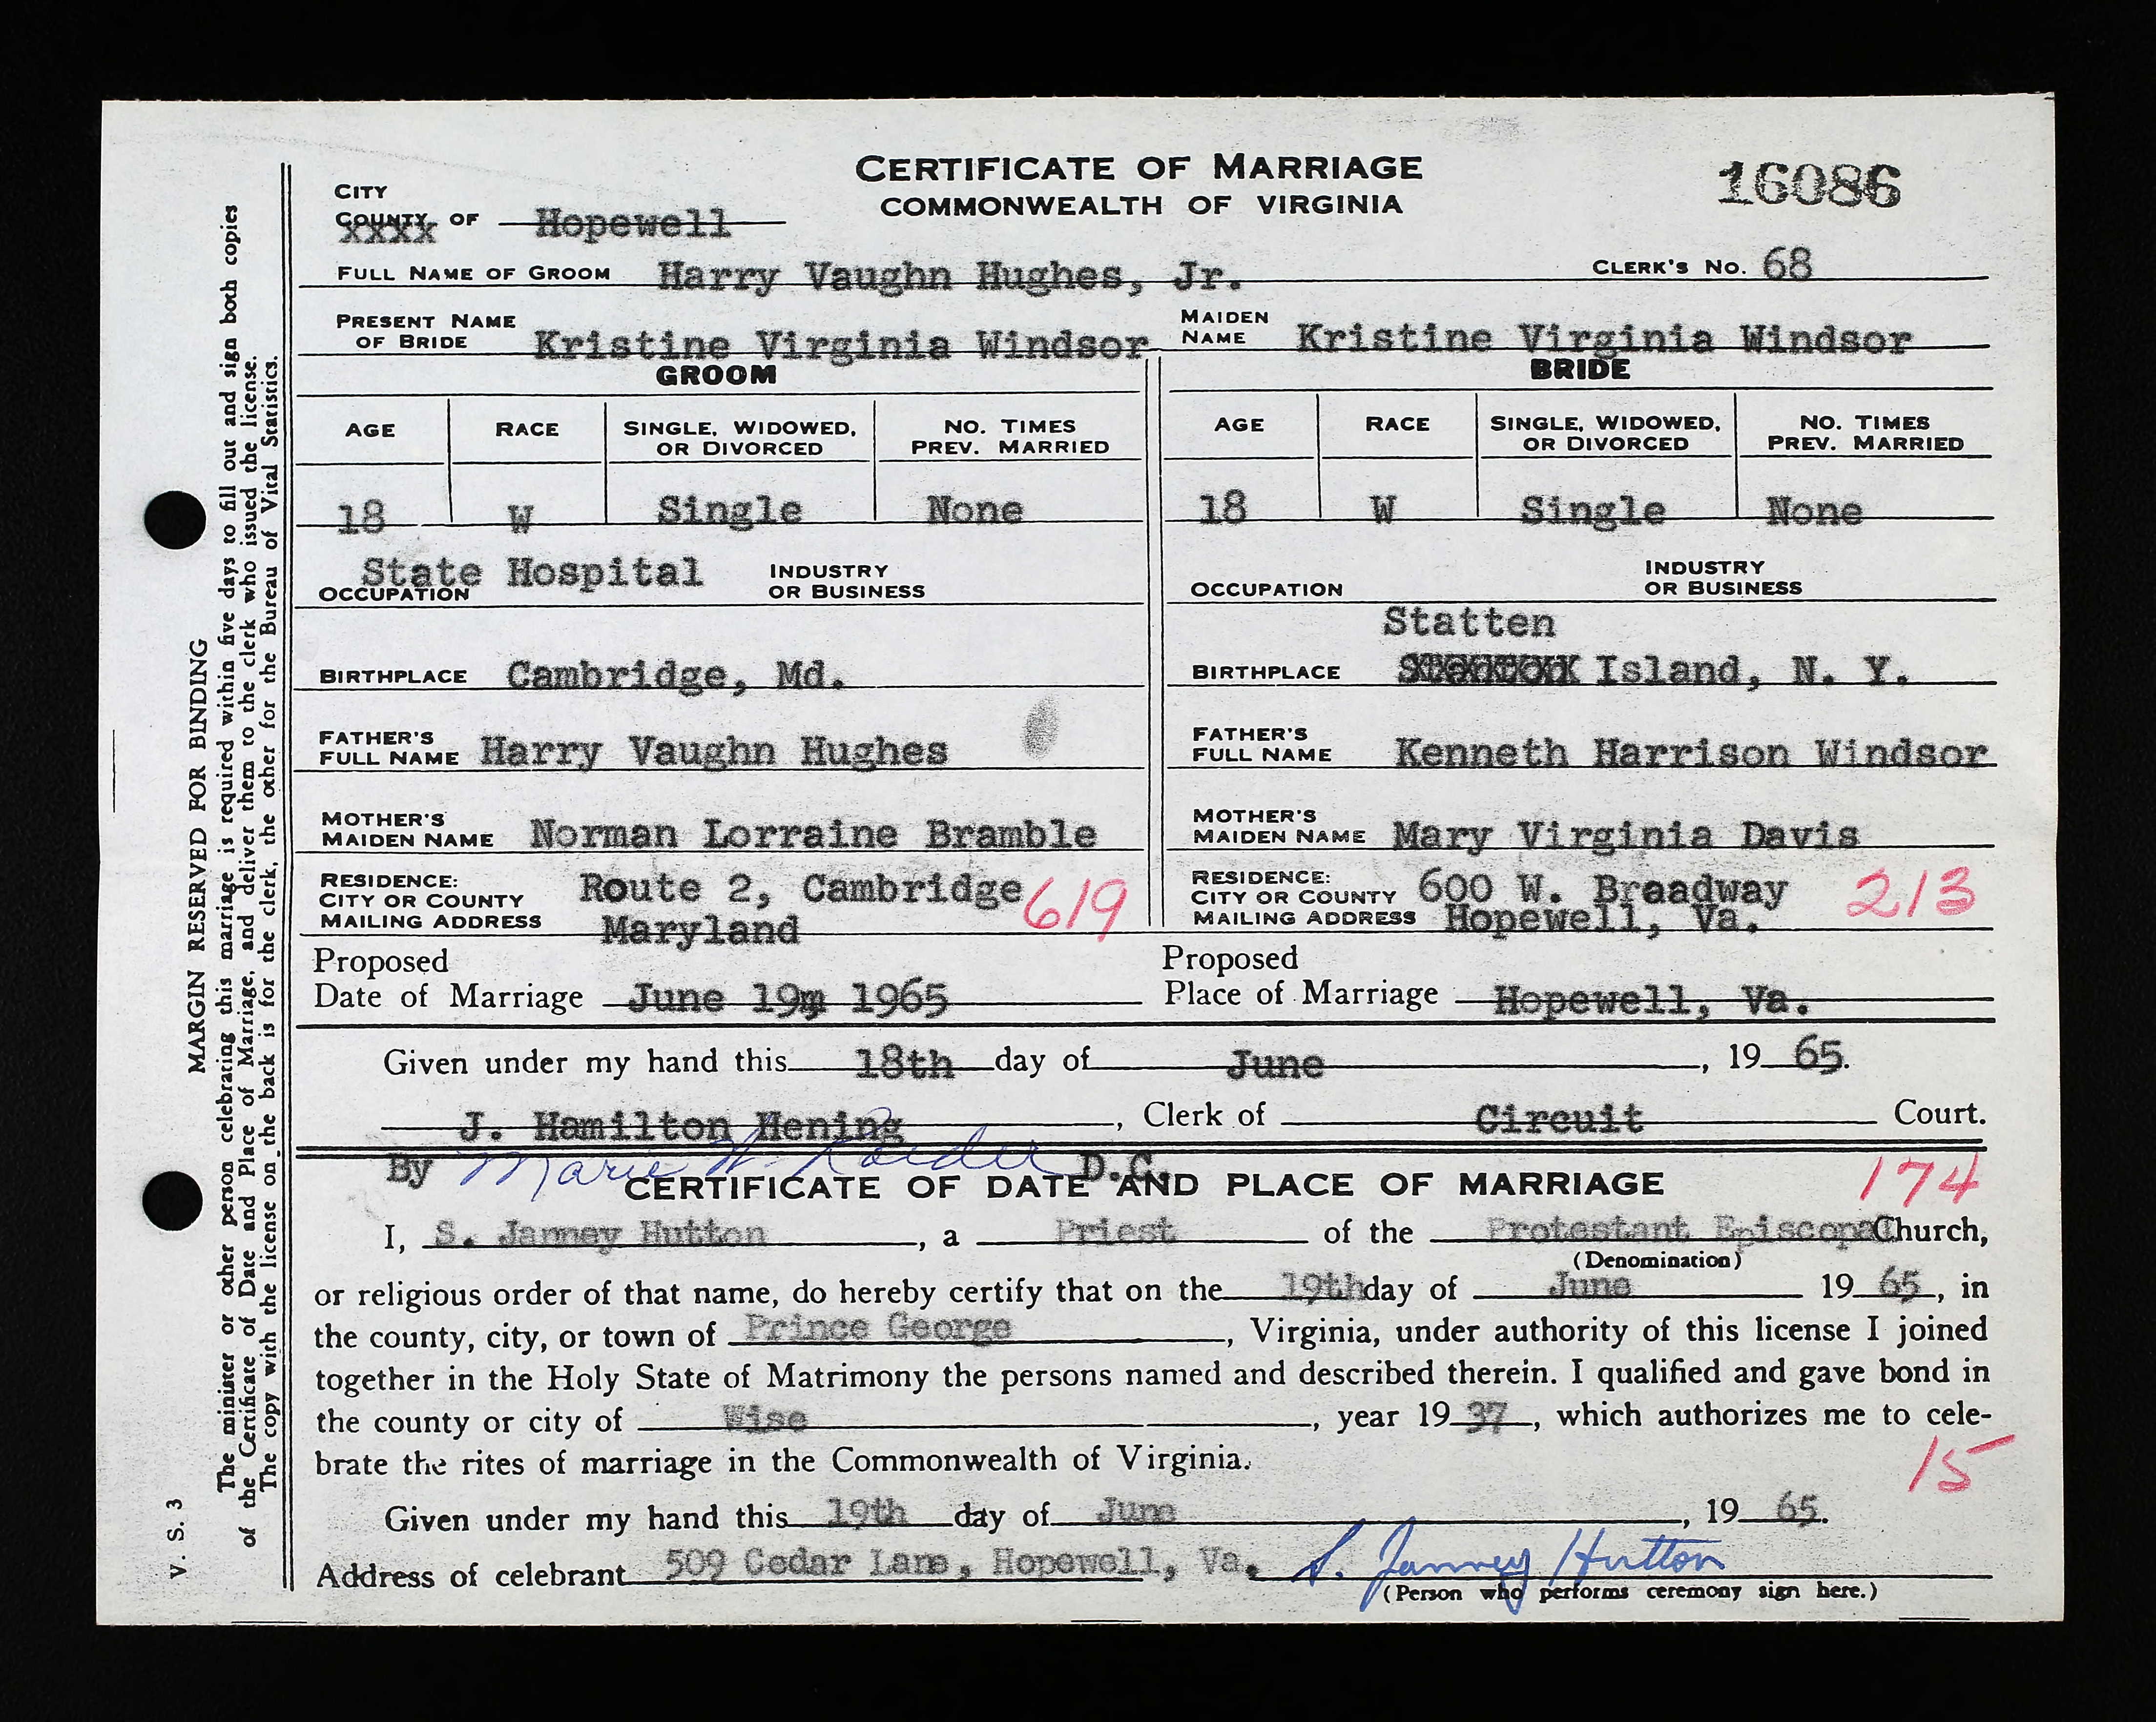 CERTIFICATE OF MARRIAGE
COMMONWEALTH OF VIRGINIA
16086
CITY
COUNTY OF Hopewell
XXXX
FULL NAME OF GROOM Harry Vaughn Hughes, Jr. CLERK'S NO. 68
PRESENT NAME OF BRIDE Kristine Virginia Windsor MAIDEN NAME Kristine Virginia Windsor
GROOM BRIDE
AGE RACE SINGLE, WIDOWED, OR DIVORCED NO. TIMES PREV. MARRIED AGE RACE SINGLE, WIDOWED, OR DIVORCED NO. TIMES PREV. MARRIED
18 W Single None 18 W Single None
OCCUPATION State Hospital INDUSTRY OR BUSINESS OCCUPATION INDUSTRY OR BUSINESS
Statten
BIRTHPLACE Cambridge, Md. BIRTHPLACE Island, N. Y.
FATHER'S FULL NAME Harry Vaughn Hughes FATHER'S FULL NAME Kenneth Harrison Windsor
MOTHER'S MAIDEN NAME Norman Lorraine Bramble MOTHER'S MAIDEN NAME Mary Virginia Davis
RESIDENCE: CITY OR COUNTY MAILING ADDRESS Route 2, Cambridge Maryland 619
RESIDENCE: CITY OR COUNTY MAILING ADDRESS 600 W. Braadway Hopewell, Va. 213
Proposed Date of Marriage June 19m 1965 Proposed Place of Marriage Hopewell, Va.
Given under my hand this 18th day of June, 19 65.
J. Hamilton Hening, Clerk of Circuit Court.
By Marie W. D.C.
CERTIFICATE OF DATE AND PLACE OF MARRIAGE 174
I, S. Janney Hutton, a Priest of the Protestant Episcopal Church,
(Denomination)
or religious order of that name, do hereby certify that on the 19th day of June 19 65, in
the county, city, or town of Prince George, Virginia, under authority of this license I joined
together in the Holy State of Matrimony the persons named and described therein. I qualified and gave bond in
the county or city of Wise, year 19 37, which authorizes me to cele-
brate the rites of marriage in the Commonwealth of Virginia.
15
Given under my hand this 19th day of June, 19 65.
Address of celebrant 509 Cedar Lane, Hopewell, Va. S. Janney Hutton
(Person who performs ceremony sign here.)
MARGIN RESERVED FOR BINDING
The minister or other person celebrating this marriage is required within five days to fill out and sign both copies
of the Certificate of Date and Place of Marriage, and deliver them to the clerk who issued the license.
The copy with the license on the back is for the clerk, the other for the Bureau of Vital Statistics.
V. S. 3